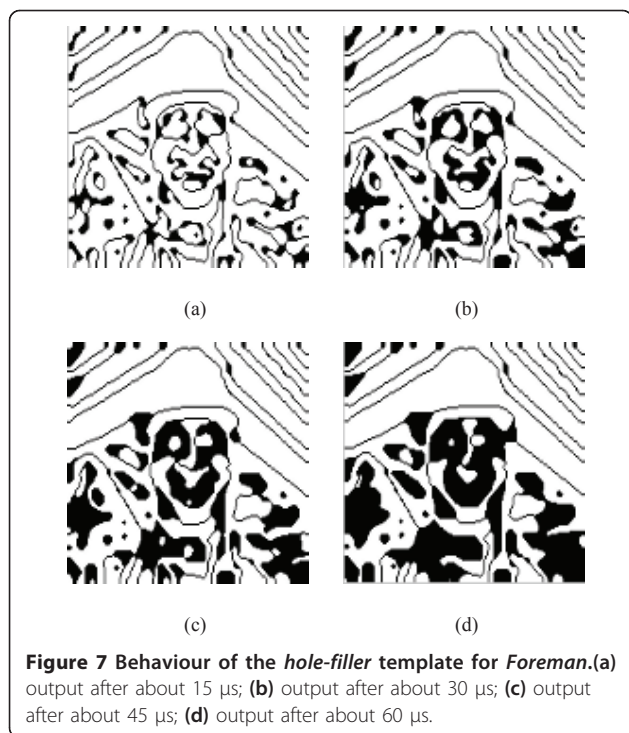 (a)
(b)
(c)
(d)
Figure 7 Behaviour of the hole-filler template for Foreman.(a)
output after about 15 µs; (b) output after about 30 µs; (c) output
after about 45 µs; (d) output after about 60 µs.